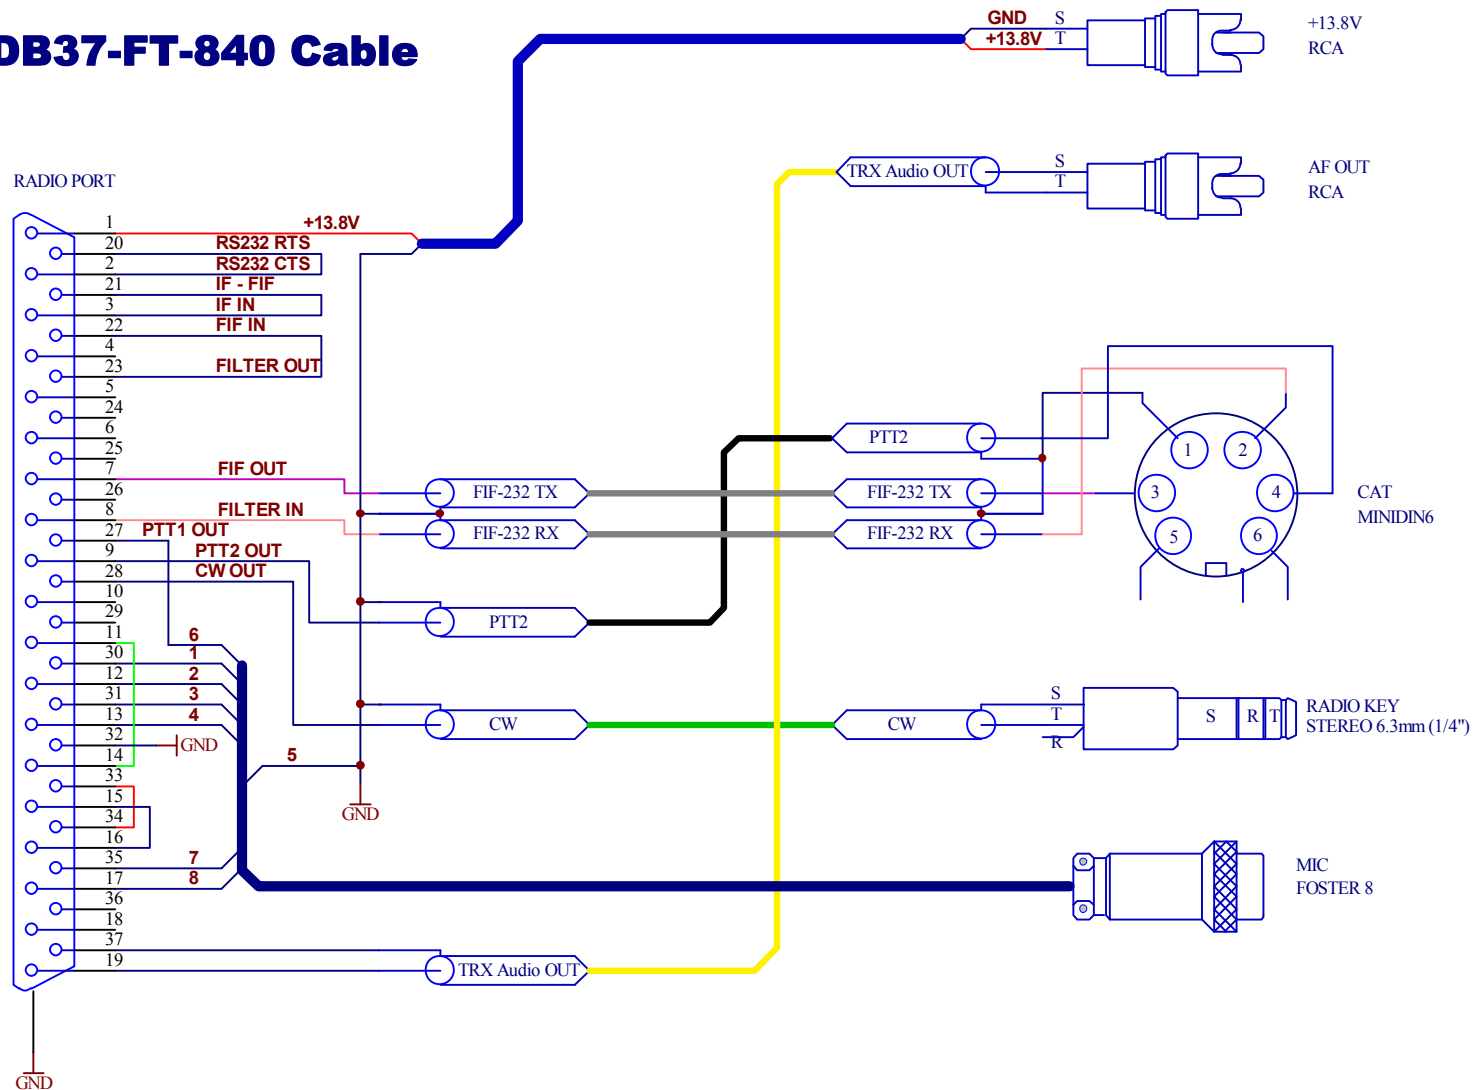 DB37-FT-840 Cable
GND
S
+13.8V
T
+13.8V
RCA
TRX Audio OUT
S
T
AF OUT
RCA
RADIO PORT
1
+13.8V
20
RS232 RTS
2
RS232 CTS
21
IF - FIF
3
IF IN
22
FIF IN
4
23
FILTER OUT
5
24
6
25
7
FIF OUT
26
8
FILTER IN
27
PTT1 OUT
9
PTT2 OUT
28
CW OUT
10
29
11
6
30
1
12
2
31
3
13
4
32
GND
14
5
33
15
34
16
35
7
17
8
36
18
37
19
GND
GND
FIF-232 TX
FIF-232 RX
PTT2
CW
TRX Audio OUT
PTT2
FIF-232 TX
FIF-232 RX
CW
1
2
3
4
5
6
CAT
MINIDIN6
S
T
R
S
R
T
RADIO KEY
STEREO 6.3mm (1/4")
MIC
FOSTER 8